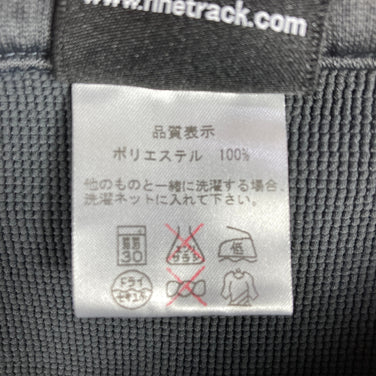 www.finetrack.com
品質表示
ポリエステル 100%
他のものと一緒に洗濯する場合、
洗濯ネットに入れて下さい。
30
エンソ
サラシ
低
ドライ
セキユ系